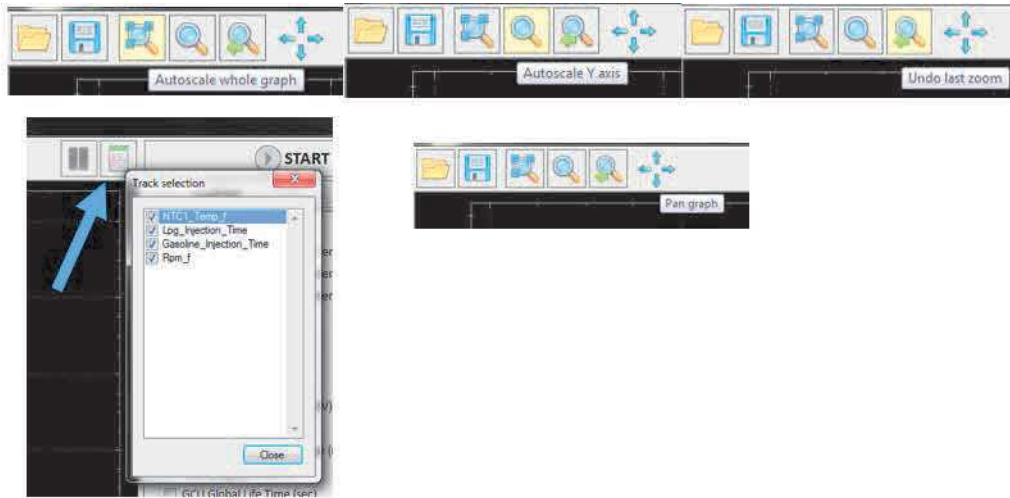 Autoscale whole graph
Autoscale Y axis
Undo last zoom
START
Track selection
NTC1_Temp_f
Lpg_Injection_Time
Gasoline_Injection_Time
Rpm_f
Close
GCU Global Life Time (sec)
Pan graph